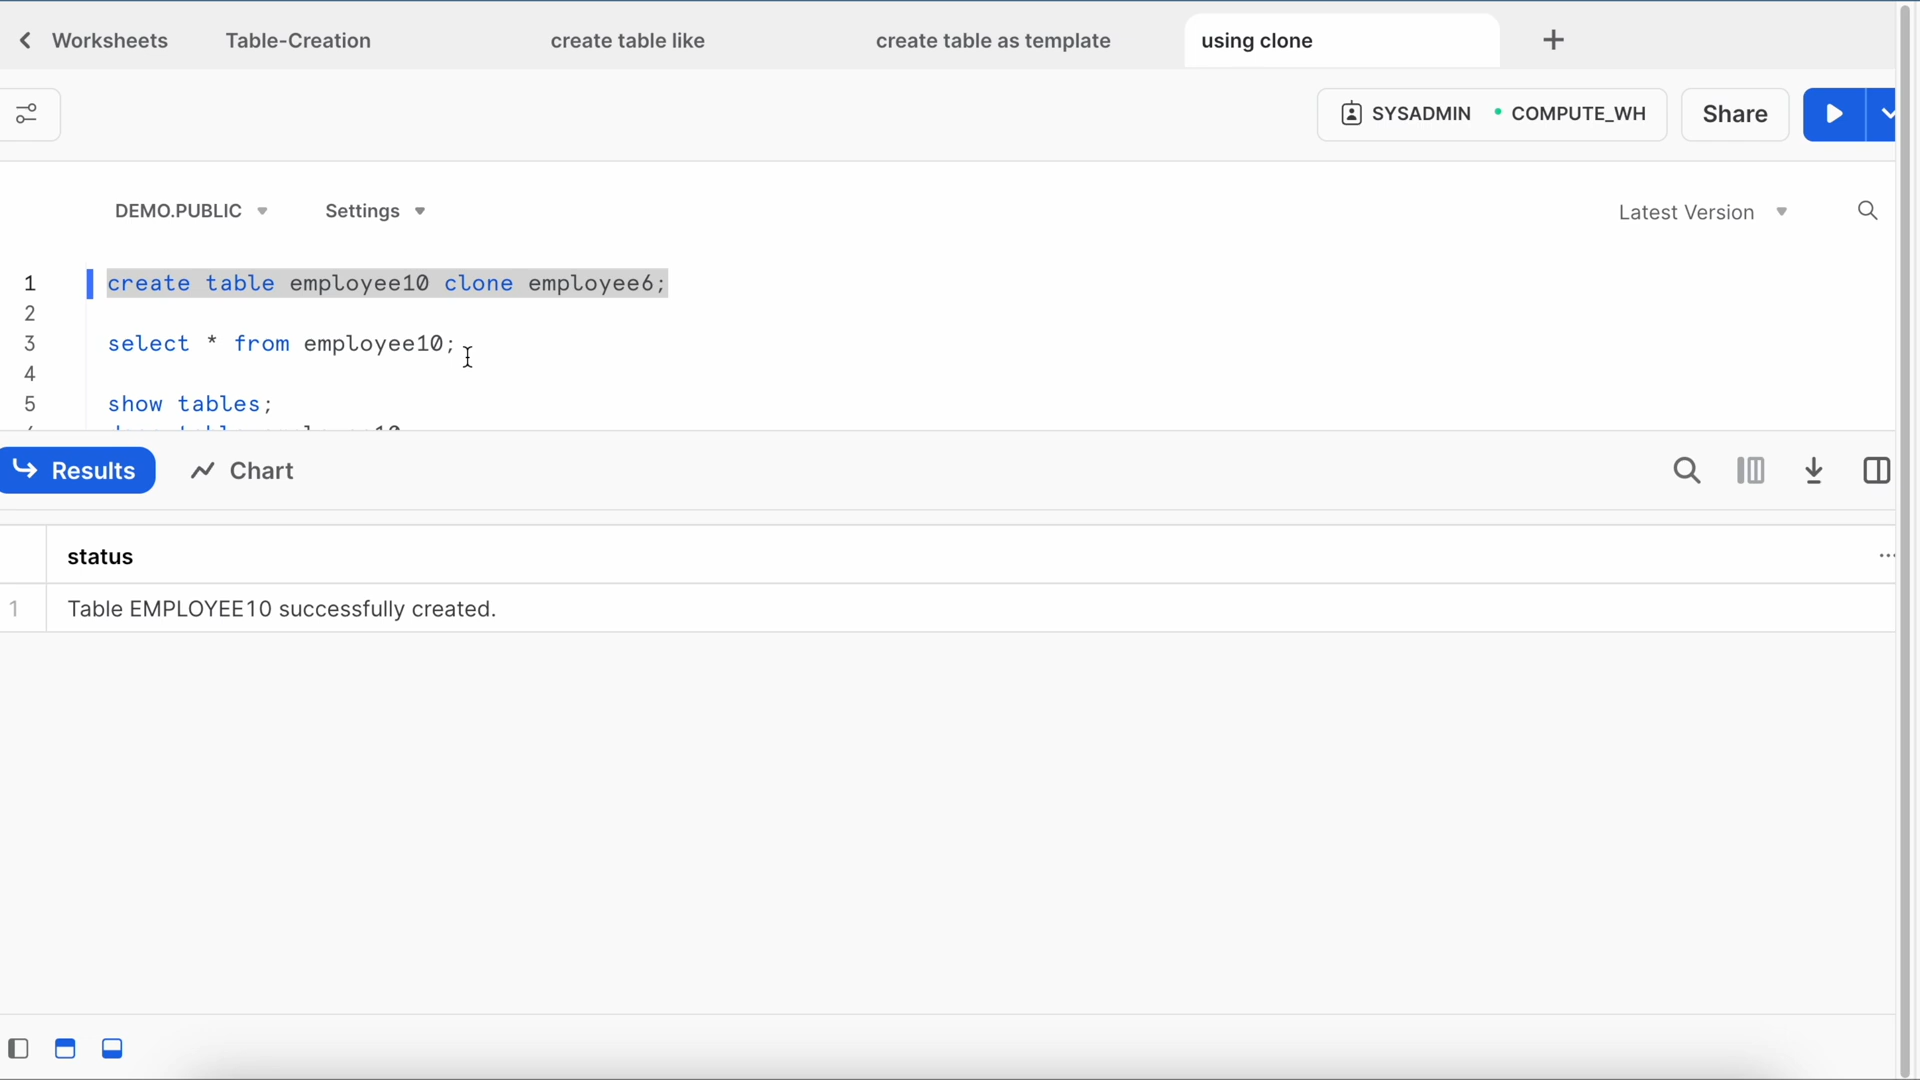 Worksheets Table-Creation create table like create table as template using clone
SYSADMIN COMPUTE_WH Share
DEMO.PUBLIC Settings Latest Version
1 create table employee10 clone employee6;
2
3 select * from employee10;
4
5 show tables;
Results Chart
status
1 Table EMPLOYEE10 successfully created.